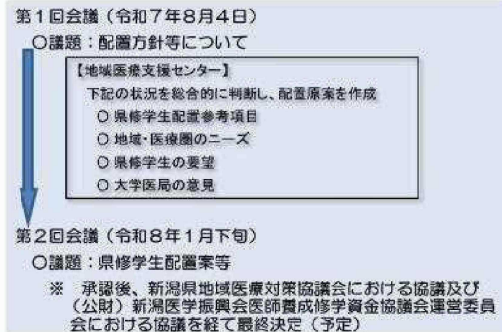 第1回会議（令和7年8月4日）
○議題：配置方針等について
【地域医療支援センター】
下記の状況を総合的に判断し、配置原案を作成
○ 県修学生配置参考項目
○ 地域・医療圏のニーズ
○ 県修学生の要望
○ 大学医局の意見
第2回会議（令和8年1月下旬）
○議題：県修学生配置案等
※ 承認後、新潟県地域医療対策協議会における協議及び
（公財）新潟医学振興会医師養成修学資金協議会運営委員
会における協議を経て最終決定（予定）